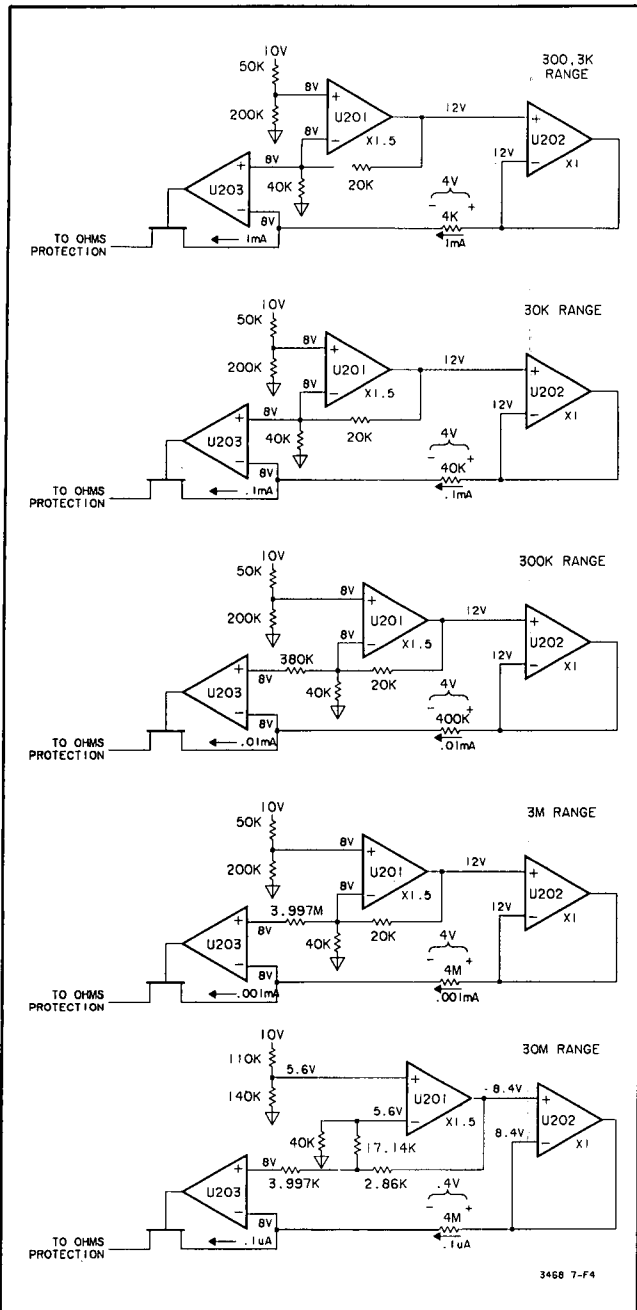 300, 3K
RANGE
10V
50K
200K
8V
8V
+
-
U201
X1.5
12V
+
-
U202
X1
12V
8V
+
-
U203
8V
40K
20K
4V
- +
4K
1mA
1mA
TO OHMS
PROTECTION
30K RANGE
10V
50K
200K
8V
8V
+
-
U201
X1.5
12V
+
-
U202
X1
12V
8V
+
-
U203
8V
40K
20K
4V
- +
40K
.1mA
.1mA
TO OHMS
PROTECTION
300K RANGE
10V
50K
200K
8V
8V
+
-
U201
X1.5
12V
+
-
U202
X1
12V
380K
8V
+
-
U203
8V
40K
20K
4V
- +
400K
.01mA
.01mA
TO OHMS
PROTECTION
3M RANGE
10V
50K
200K
8V
8V
+
-
U201
X1.5
12V
+
-
U202
X1
12V
3.997M
8V
+
-
U203
8V
40K
20K
4V
- +
4M
.001mA
.001mA
TO OHMS
PROTECTION
30M RANGE
10V
110K
140K
5.6V
5.6V
+
-
U201
X1.5
8.4V
+
-
U202
X1
8.4V
40K
17.14K
8V
+
-
U203
8V
3.997K
2.86K
.4V
- +
4M
.1uA
.1uA
TO OHMS
PROTECTION
3468 7-F4